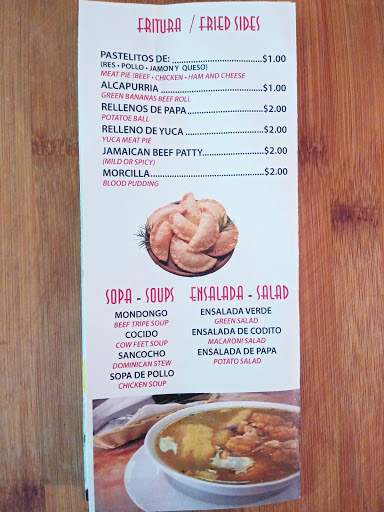 FRITURA / FRIED SIDES
PASTELITOS DE:.......................$1.00
(RES • POLLO • JAMON Y QUESO)
MEAT PIE (BEEF • CHICKEN • HAM AND CHEESE
ALCAPURRIA.............................$1.00
GREEN BANANAS BEEF ROLL
RELLENOS DE PAPA...................$2.00
POTATOE BALL
RELLENO DE YUCA....................$2.00
YUCA MEAT PIE
JAMAICAN BEEF PATTY...............$2.00
(MILD OR SPICY)
MORCILLA................................$2.00
BLOOD PUDDING
SOPA - SOUPS
MONDONGO
BEEF TRIPE SOUP
COCIDO
COW FEET SOUP
SANCOCHO
DOMINICAN STEW
SOPA DE POLLO
CHICKEN SOUP
ENSALADA - SALAD
ENSALADA VERDE
GREEN SALAD
ENSALADA DE CODITO
MACARONI SALAD
ENSALADA DE PAPA
POTATO SALAD